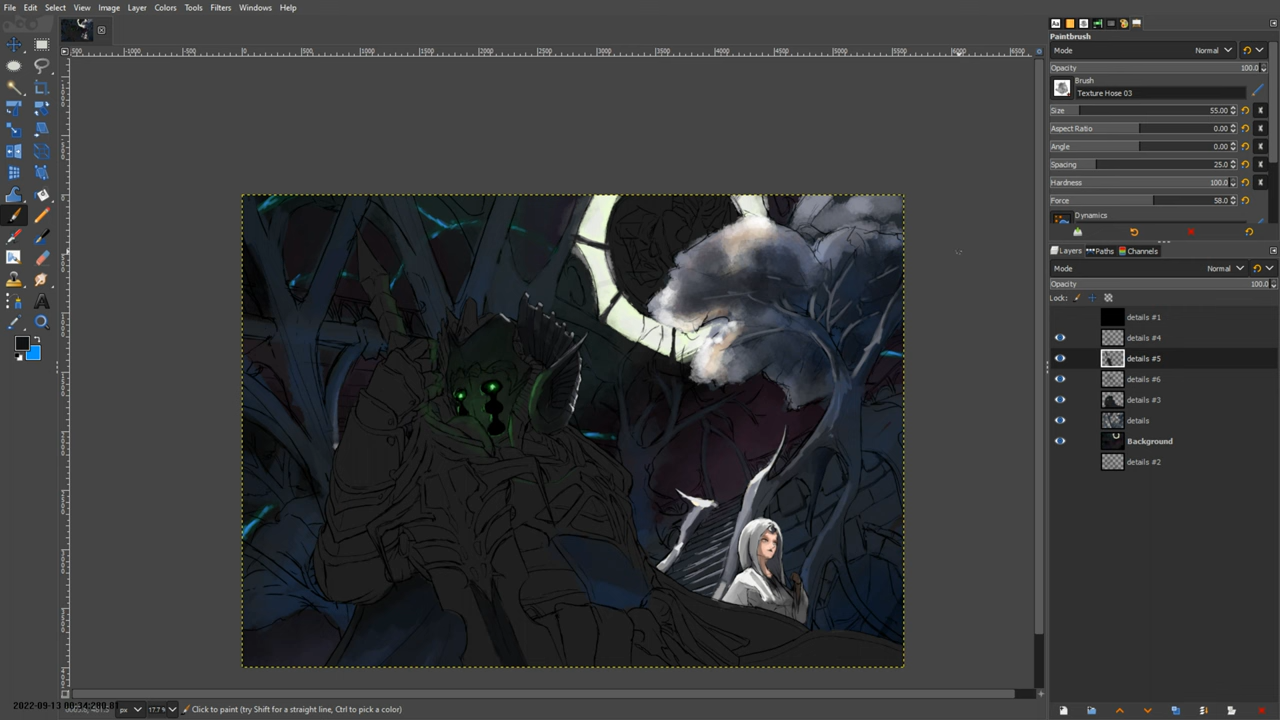 File Edit Select View Image Layer Colors Tools Filters Windows Help
Paintbrush
Mode Normal
Opacity 100.0
Brush
Texture Hose 03
Size 55.00
Aspect Ratio 0.00
Angle 0.00
Spacing 25.0
Hardness 100.0
Force 58.0
Dynamics
Layers Paths Channels
Mode Normal
Opacity 100.0
Lock:
details #1
details #4
details #5
details #6
details #3
details
Background
details #2
px 17.7 % Click to paint (try Shift for a straight line, Ctrl to pick a color)